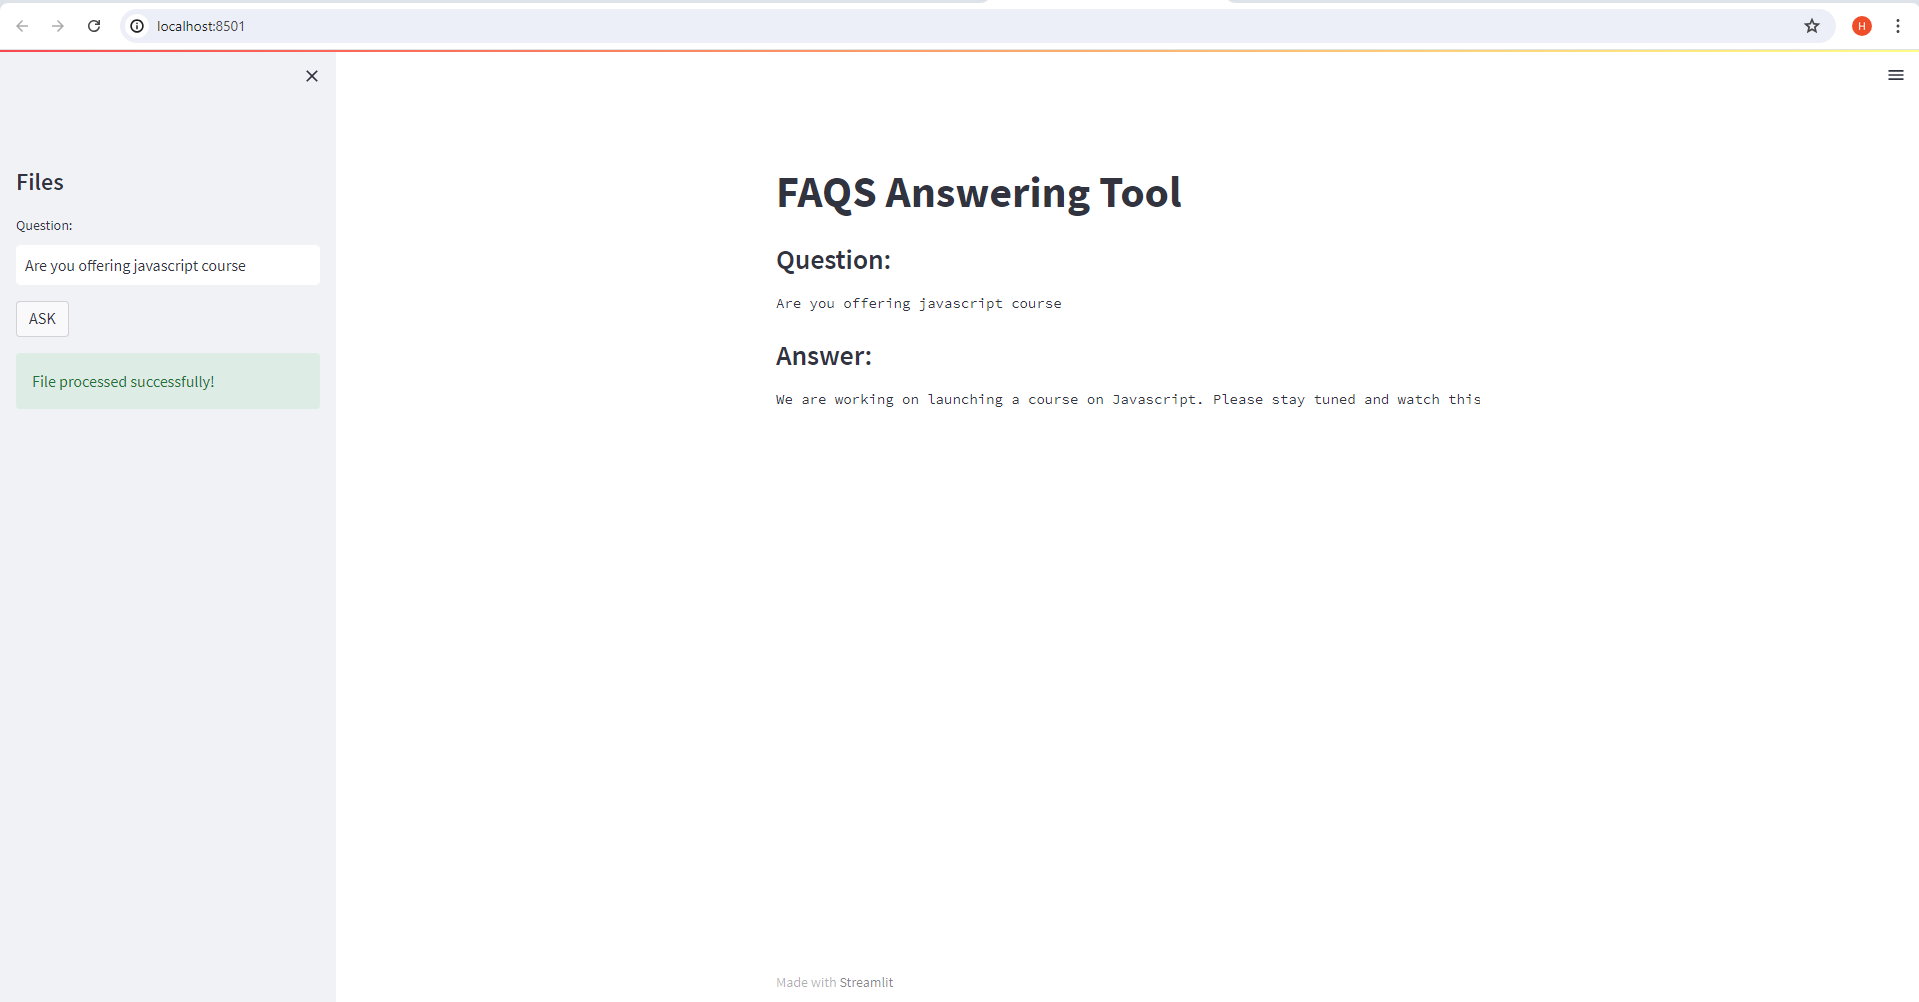 localhost:8501
H
Files
Question:
Are you offering javascript course
ASK
File processed successfully!
FAQS Answering Tool
Question:
Are you offering javascript course
Answer:
We are working on launching a course on Javascript. Please stay tuned and watch this
Made with Streamlit